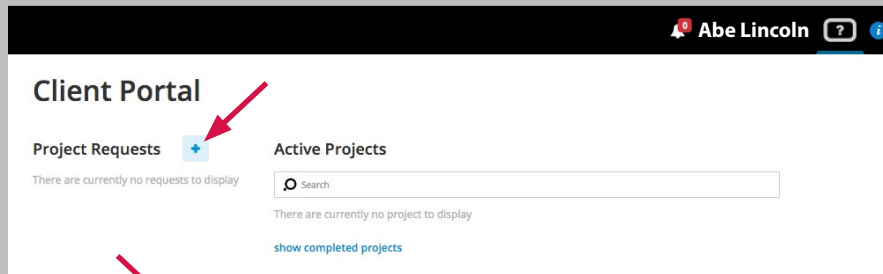 0 Abe Lincoln ? i
Client Portal
Project Requests +
There are currently no requests to display
Active Projects
Search
There are currently no project to display
show completed projects